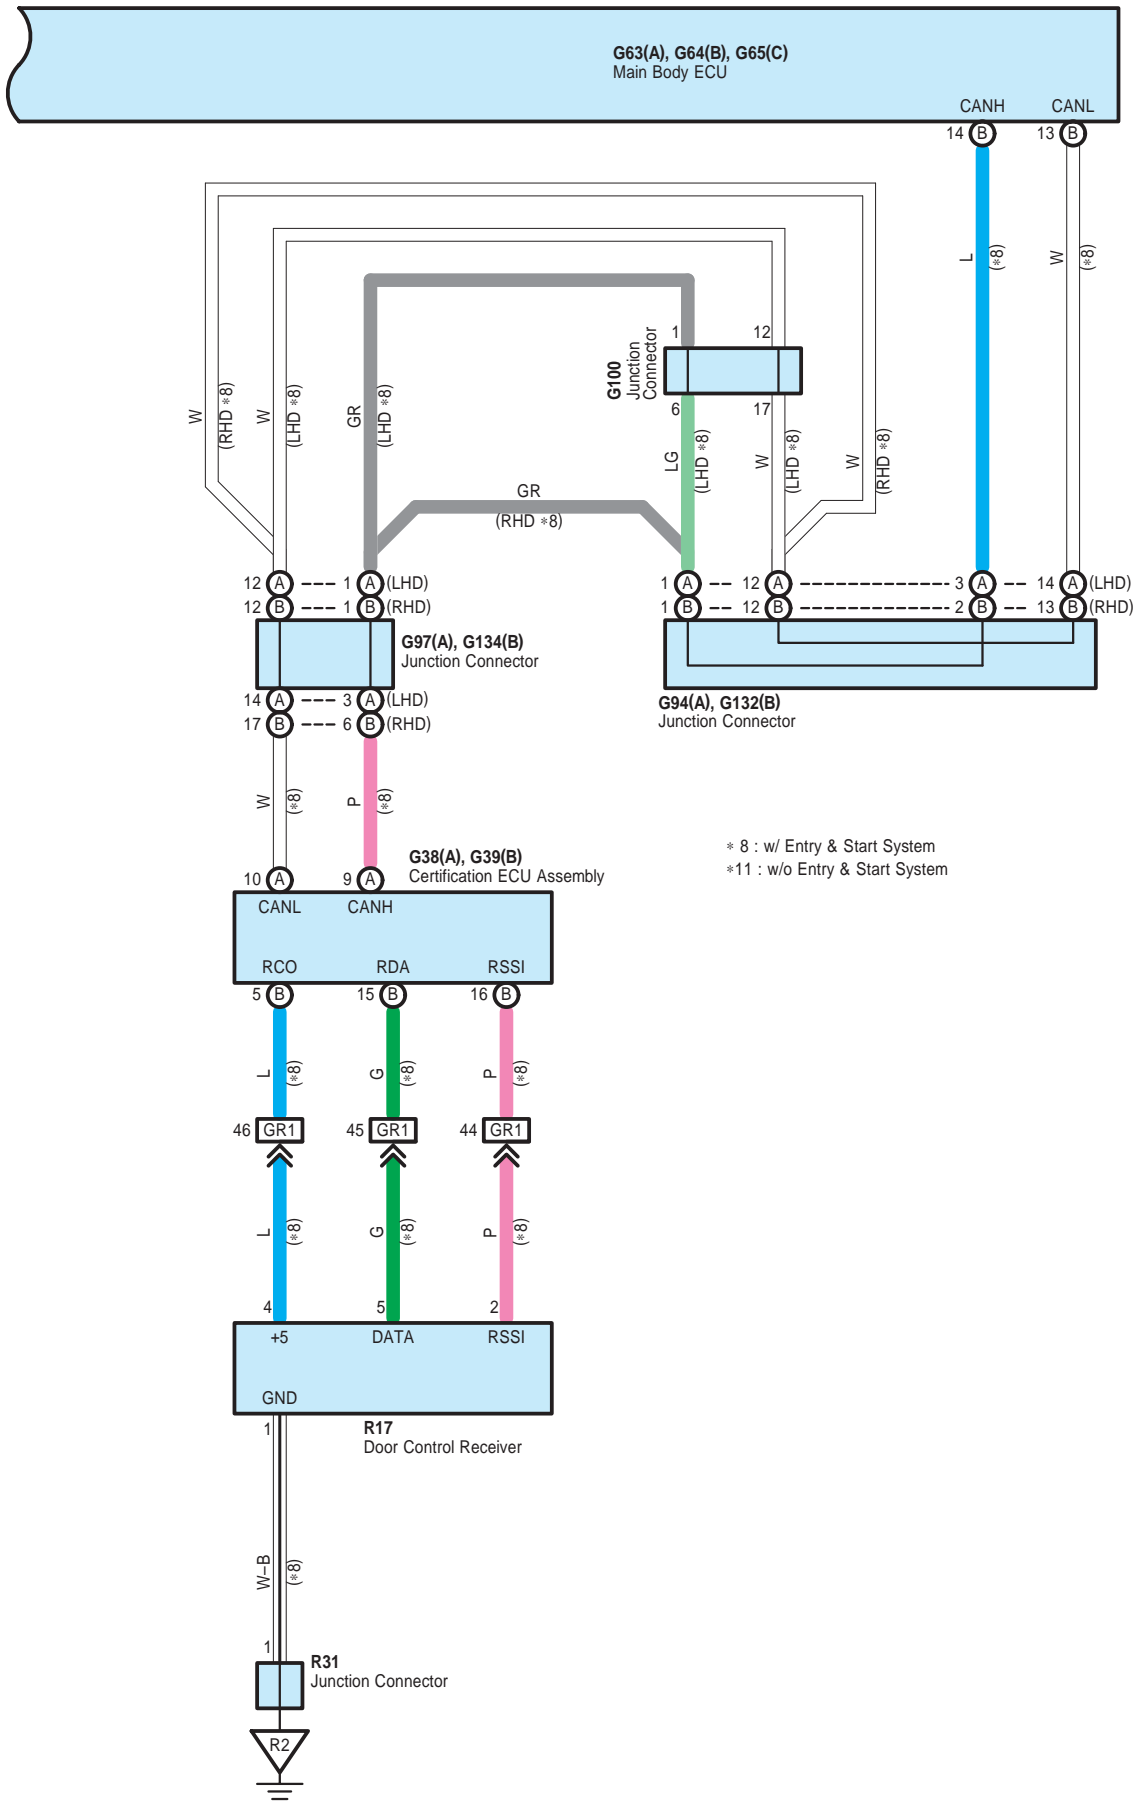 G63(A), G64(B), G65(C)
Main Body ECU
CANH CANL
14 B 13 B
L (*8) W (*8)
1 12
G100
Junction
Connector
6 17
W (RHD *8) W (LHD *8) GR (LHD *8) LG (LHD *8) W (LHD *8) W (RHD *8)
GR
(RHD *8)
12 A 1 A (LHD) 1 A 12 A 3 A 14 A (LHD)
12 B 1 B (RHD) 1 B 12 B 2 B 13 B (RHD)
G97(A), G134(B)
Junction Connector
14 A 3 A (LHD)
17 B 6 B (RHD)
G94(A), G132(B)
Junction Connector
W (*8) P (*8)
* 8 : w/ Entry & Start System
*11 : w/o Entry & Start System
G38(A), G39(B)
Certification ECU Assembly
10 A 9 A
CANL CANH
RCO RDA RSSI
5 B 15 B 16 B
L (*8) G (*8) P (*8)
46 GR1 45 GR1 44 GR1
L (*8) G (*8) P (*8)
4 5 2
+5 DATA RSSI
GND
1
R17
Door Control Receiver
W–B (*8)
1
R31
Junction Connector
R2